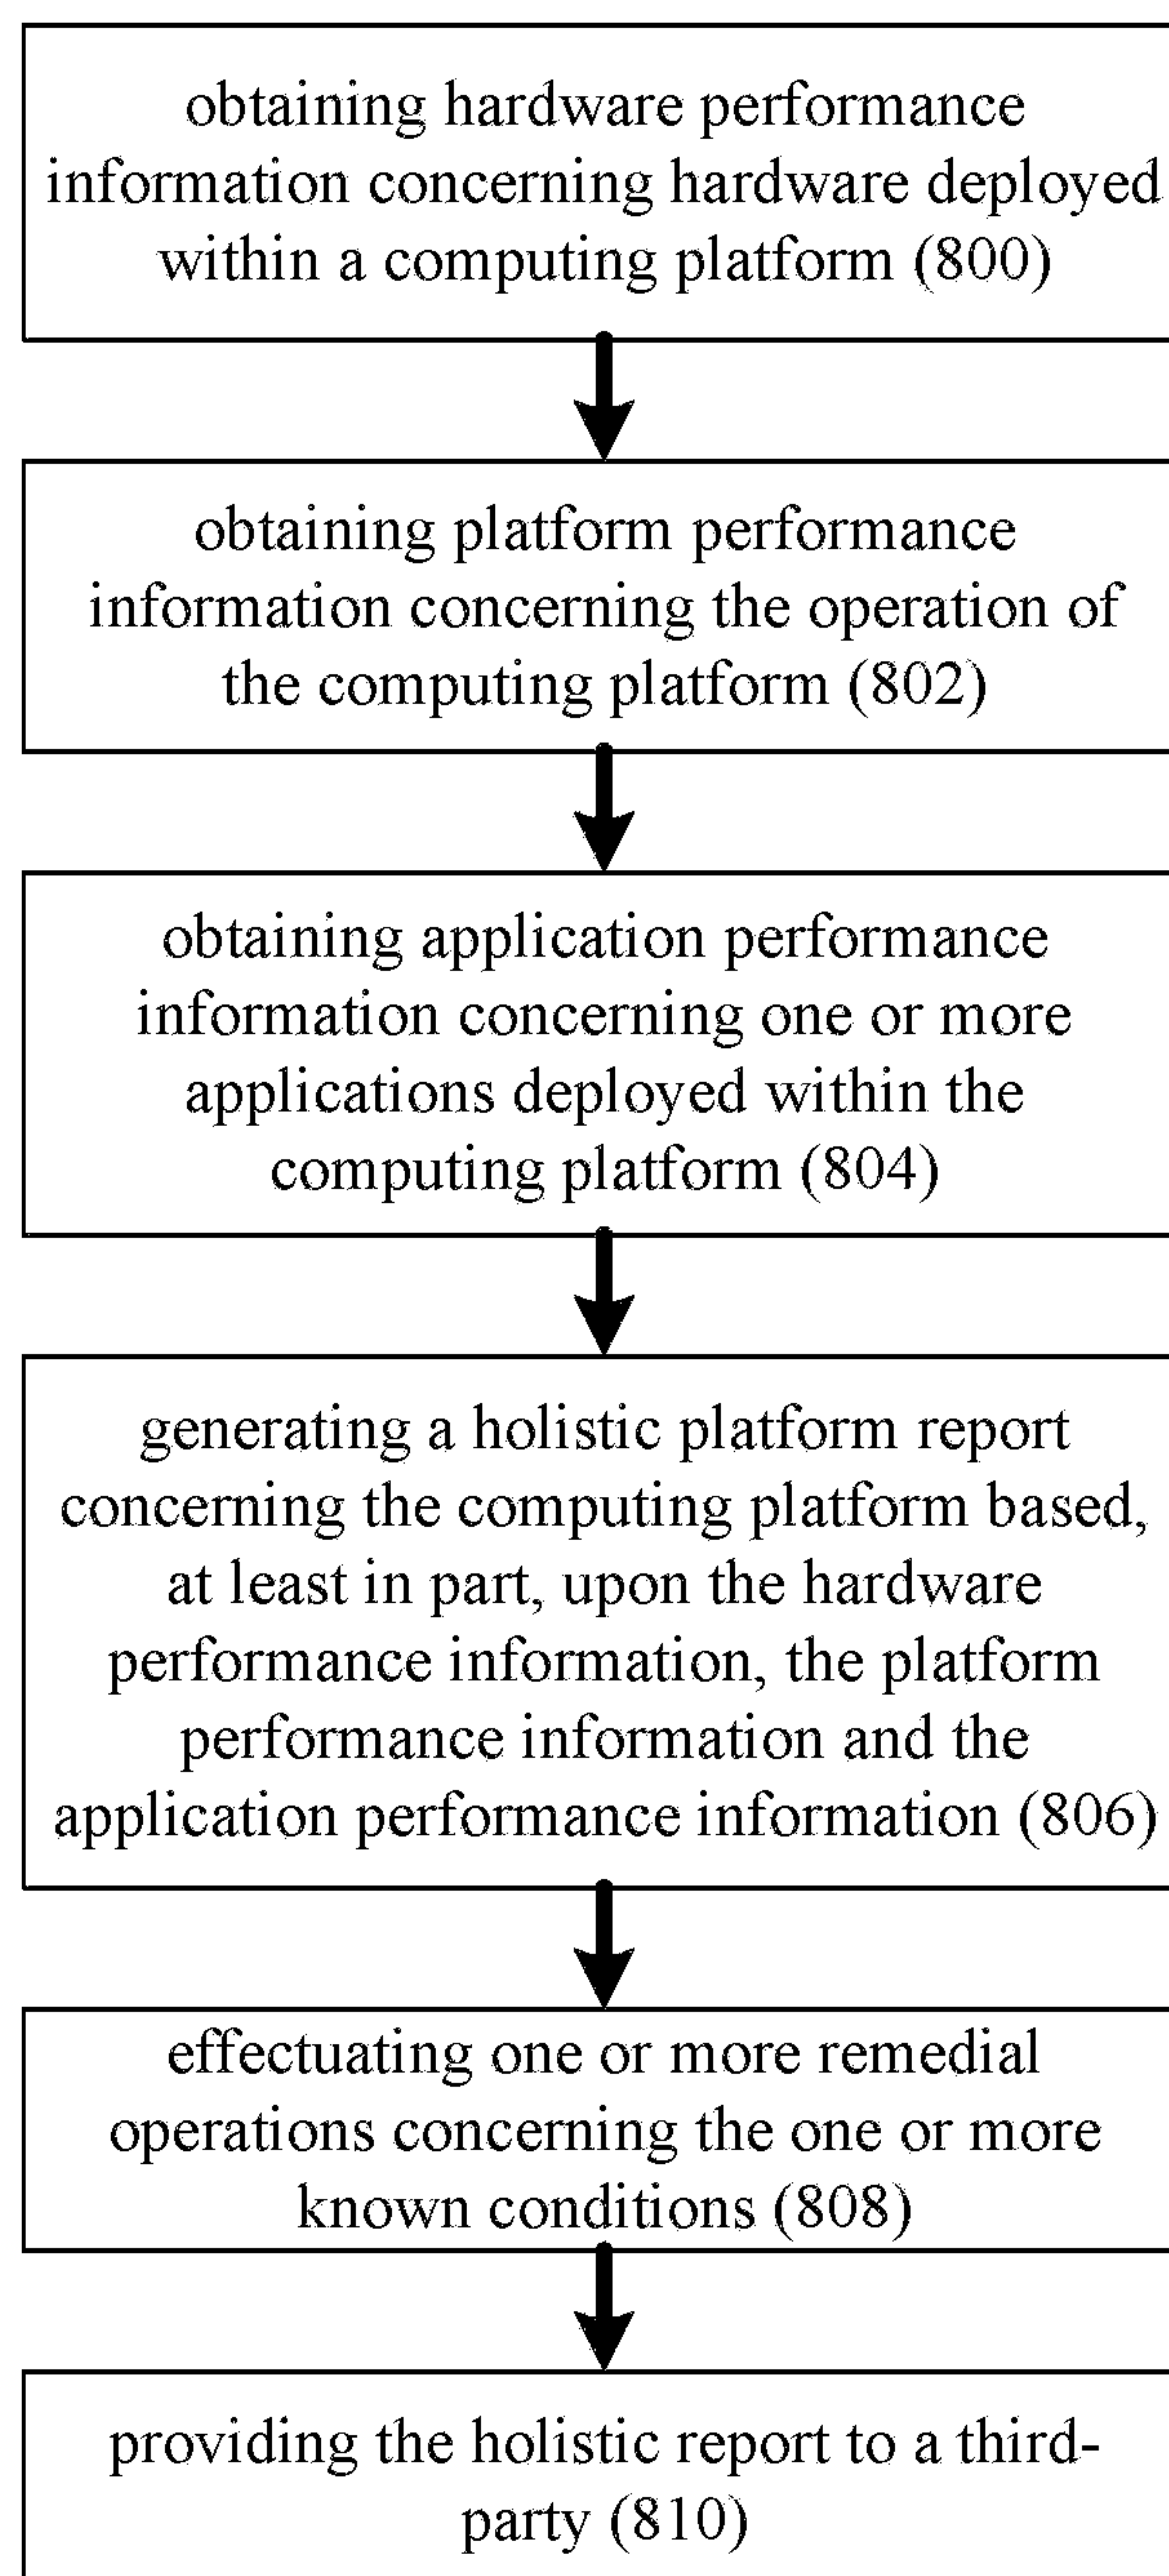 obtaining hardware performance
information concerning hardware deployed
within a computing platform (800)
obtaining platform performance
information concerning the operation of
the computing platform (802)
obtaining application performance
information concerning one or more
applications deployed within the
computing platform (804)
generating a holistic platform report
concerning the computing platform based,
at least in part, upon the hardware
performance information, the platform
performance information and the
application performance information (806)
effectuating one or more remedial
operations concerning the one or more
known conditions (808)
providing the holistic report to a third-
party (810)